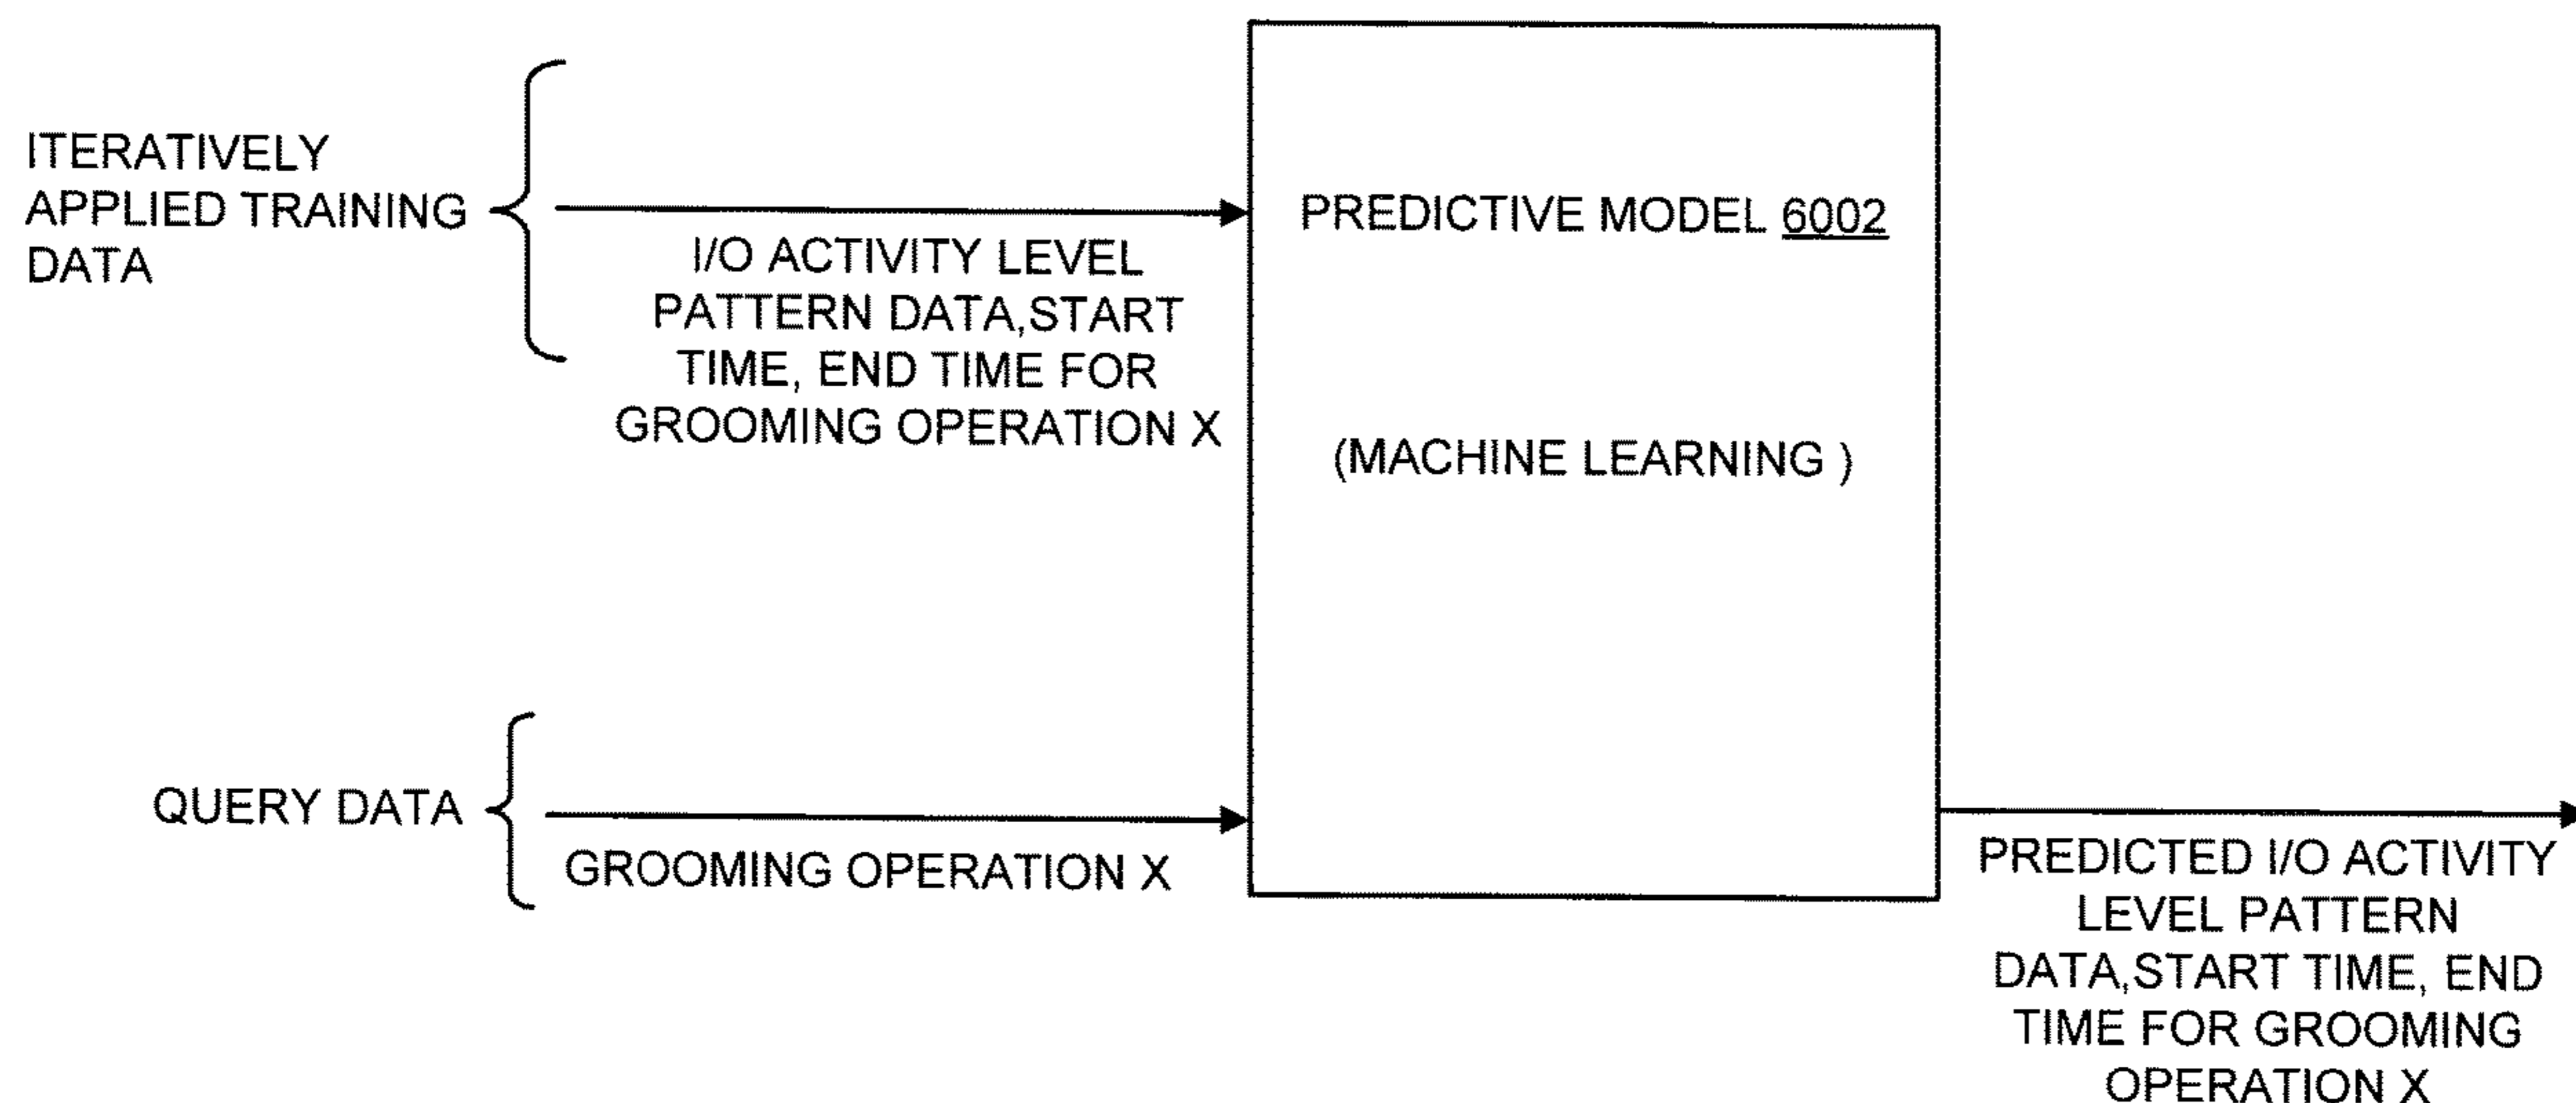 ITERATIVELY
APPLIED TRAINING
DATA
I/O ACTIVITY LEVEL
PATTERN DATA,START
TIME, END TIME FOR
GROOMING OPERATION X
PREDICTIVE MODEL 6002
(MACHINE LEARNING )
QUERY DATA
GROOMING OPERATION X
PREDICTED I/O ACTIVITY
LEVEL PATTERN
DATA,START TIME, END
TIME FOR GROOMING
OPERATION X